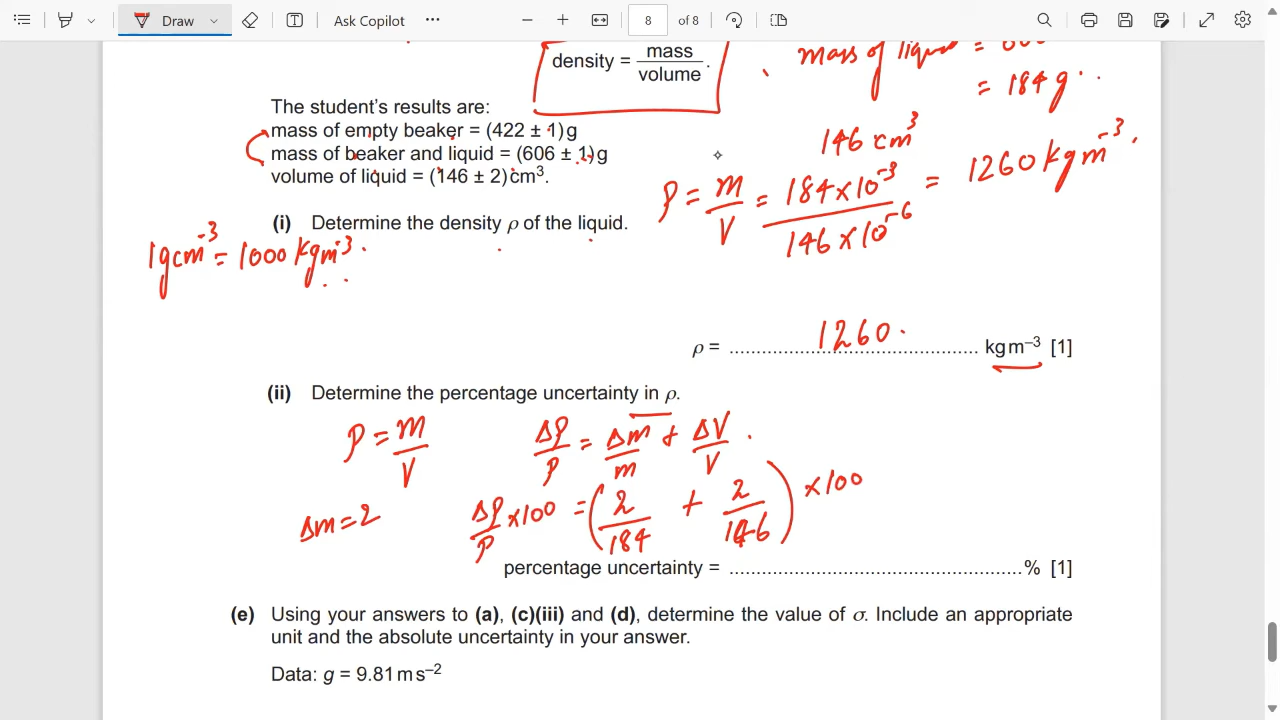 Draw
Ask Copilot
8 of 8
density = mass / volume.
mass of liquid = 60
= 184 g..
The student's results are:
mass of empty beaker = (422 ± 1) g
mass of beaker and liquid = (606 ± 1) g
volume of liquid = (146 ± 2) cm³.
146 cm³
ρ = m/V = 184×10⁻³ / 146×10⁻⁶ = 1260 kgm⁻³.
(i) Determine the density ρ of the liquid.
1gcm⁻³ = 1000 kgm⁻³.
ρ = 1260. kg m⁻³ [1]
(ii) Determine the percentage uncertainty in ρ.
ρ = m/V Δρ/ρ = Δm/m + ΔV/V.
Δm = 2 Δρ/ρ ×100 = (2/184 + 2/146) ×100
percentage uncertainty = ................................................... % [1]
(e) Using your answers to (a), (c)(iii) and (d), determine the value of σ. Include an appropriate
unit and the absolute uncertainty in your answer.
Data: g = 9.81 m s⁻²